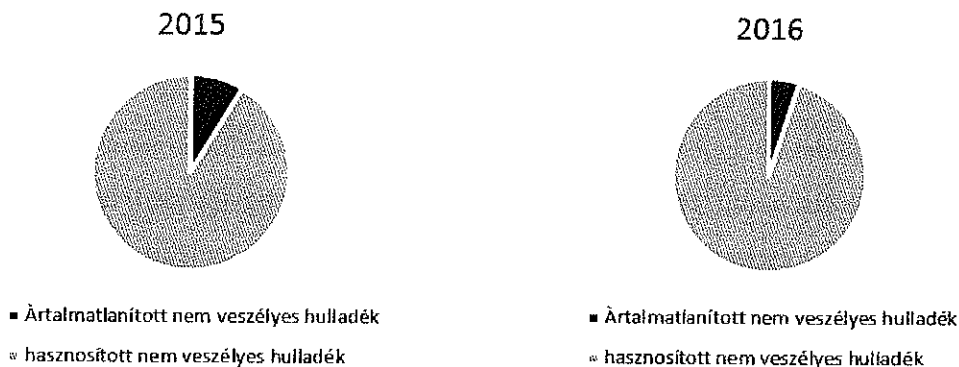 2015
2016
■ Àrtalmatlanított nem veszélyes hulladék
■ hasznosított nem veszélyes hulladék
■ Àrtalmatlanított nem veszélyes hulladék
■ hasznosított nem veszélyes hulladék